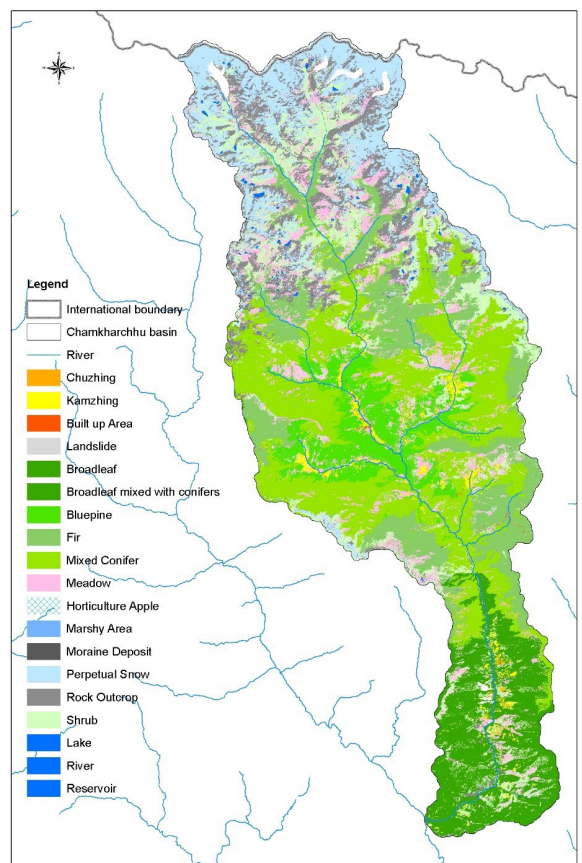 Legend
International boundary
Chamkharchhu basin
River
Chuzhing
Kamzhing
Built up Area
Landslide
Broadleaf
Broadleaf mixed with conifers
Bluepine
Fir
Mixed Conifer
Meadow
Horticulture Apple
Marshy Area
Moraine Deposit
Perpetual Snow
Rock Outcrop
Shrub
Lake
River
Reservoir